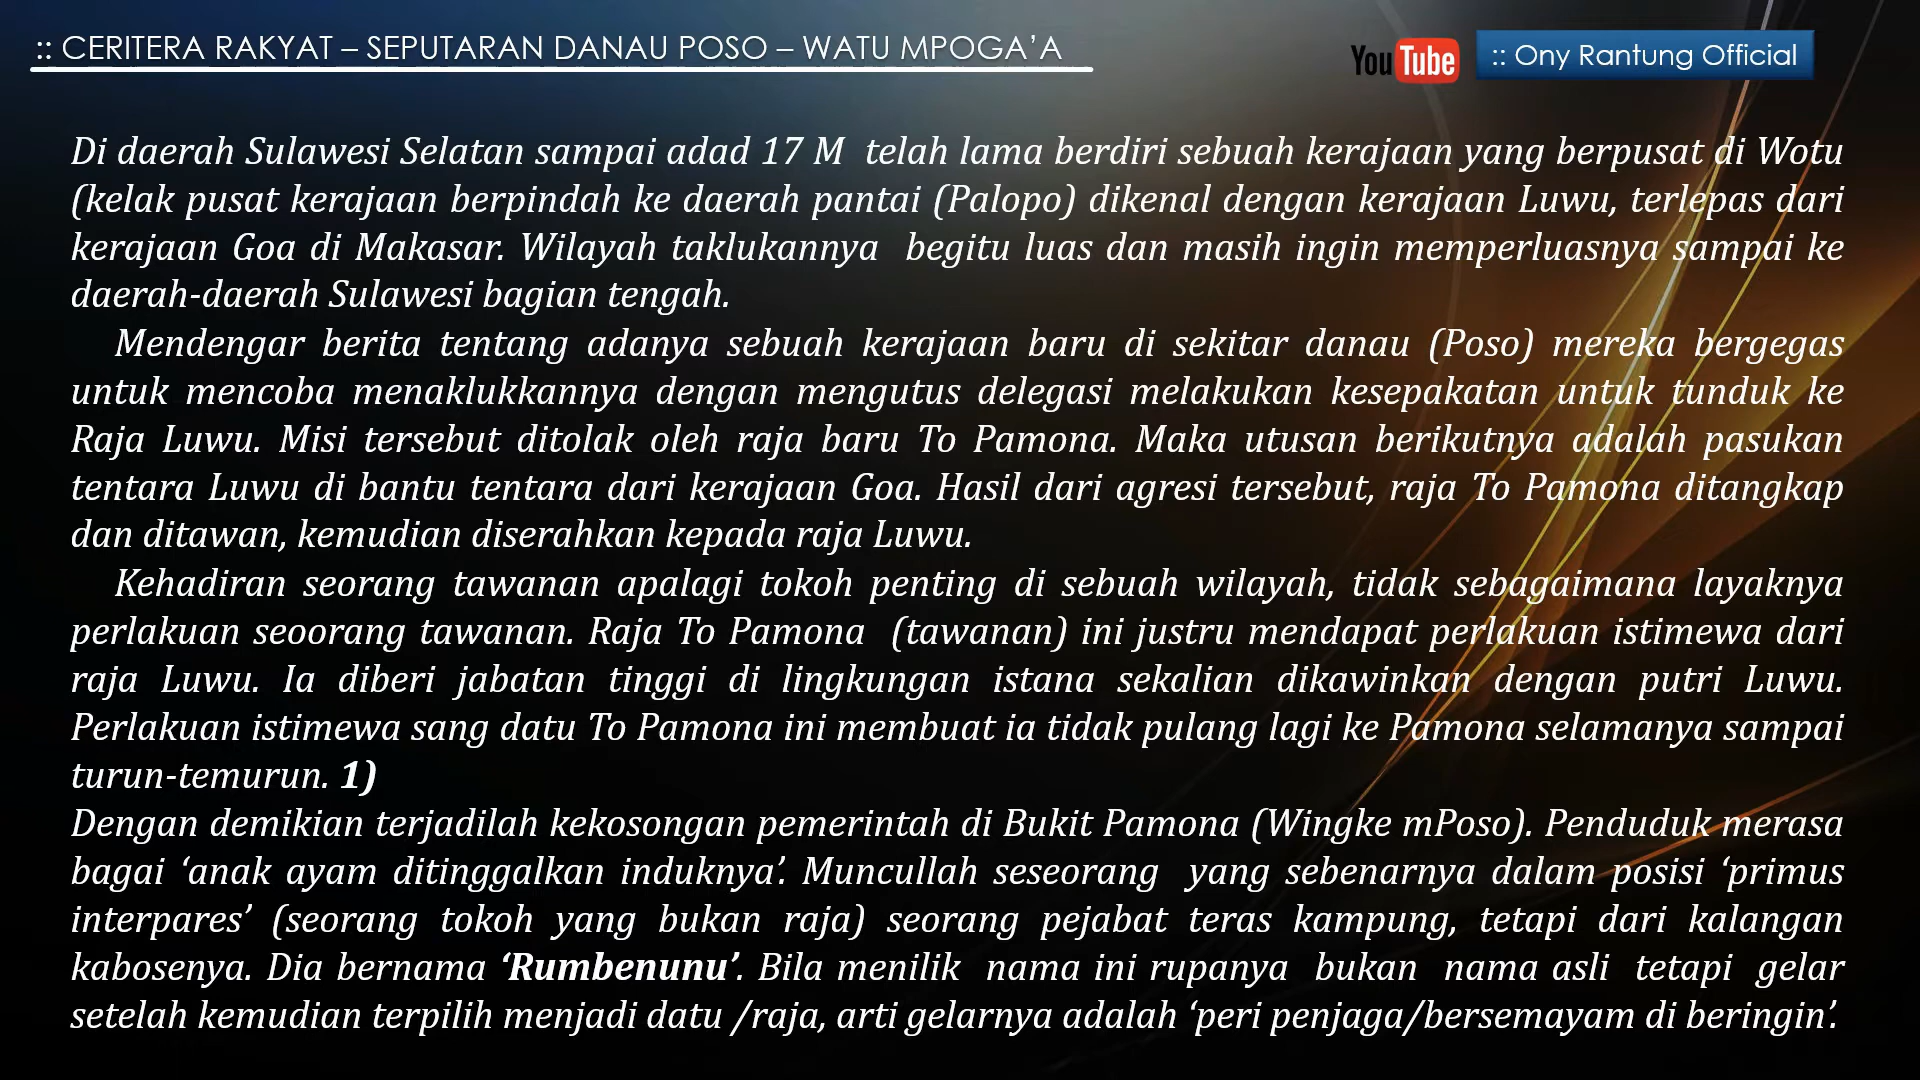 :: CERITERA RAKYAT – SEPUTARAN DANAU POSO – WATU MPOGA’A
YouTube :: Ony Rantung Official
Di daerah Sulawesi Selatan sampai adad 17 M telah lama berdiri sebuah kerajaan yang berpusat di Wotu
(kelak pusat kerajaan berpindah ke daerah pantai (Palopo) dikenal dengan kerajaan Luwu, terlepas dari
kerajaan Goa di Makasar. Wilayah taklukannya begitu luas dan masih ingin memperluasnya sampai ke
daerah-daerah Sulawesi bagian tengah.
Mendengar berita tentang adanya sebuah kerajaan baru di sekitar danau (Poso) mereka bergegas
untuk mencoba menaklukkannya dengan mengutus delegasi melakukan kesepakatan untuk tunduk ke
Raja Luwu. Misi tersebut ditolak oleh raja baru To Pamona. Maka utusan berikutnya adalah pasukan
tentara Luwu di bantu tentara dari kerajaan Goa. Hasil dari agresi tersebut, raja To Pamona ditangkap
dan ditawan, kemudian diserahkan kepada raja Luwu.
Kehadiran seorang tawanan apalagi tokoh penting di sebuah wilayah, tidak sebagaimana layaknya
perlakuan seoorang tawanan. Raja To Pamona (tawanan) ini justru mendapat perlakuan istimewa dari
raja Luwu. Ia diberi jabatan tinggi di lingkungan istana sekalian dikawinkan dengan putri Luwu.
Perlakuan istimewa sang datu To Pamona ini membuat ia tidak pulang lagi ke Pamona selamanya sampai
turun-temurun. 1)
Dengan demikian terjadilah kekosongan pemerintah di Bukit Pamona (Wingke mPoso). Penduduk merasa
bagai ‘anak ayam ditinggalkan induknya’. Muncullah seseorang yang sebenarnya dalam posisi ‘primus
interpares’ (seorang tokoh yang bukan raja) seorang pejabat teras kampung, tetapi dari kalangan
kabosenya. Dia bernama ‘Rumbenunu’. Bila menilik nama ini rupanya bukan nama asli tetapi gelar
setelah kemudian terpilih menjadi datu /raja, arti gelarnya adalah ‘peri penjaga/bersemayam di beringin’.